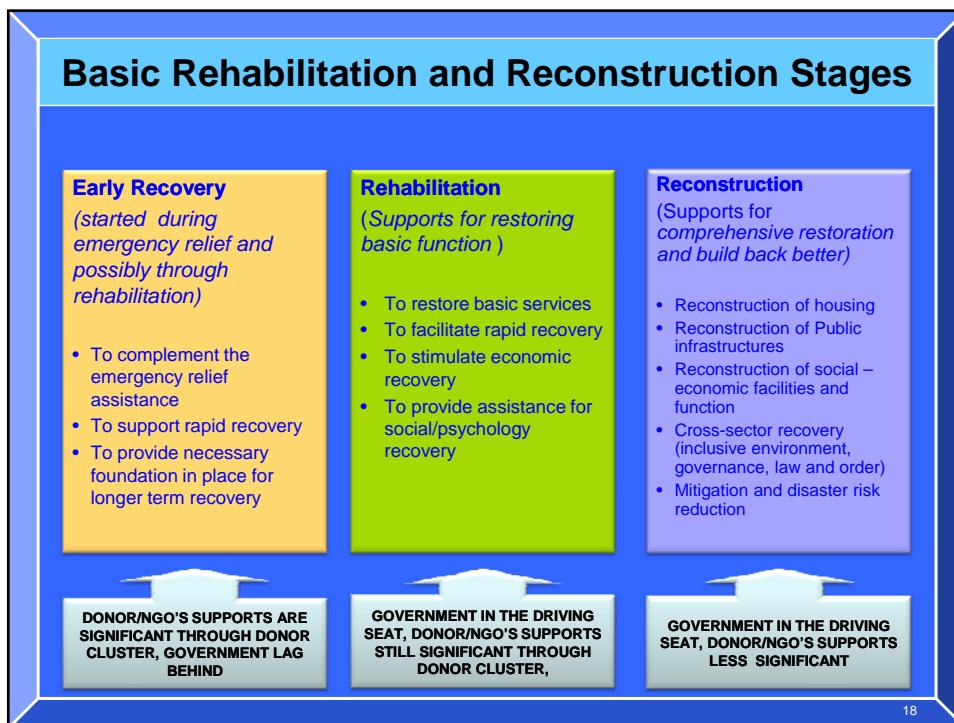 Basic Rehabilitation and Reconstruction Stages
Early Recovery
(started during
emergency relief and
possibly through
rehabilitation)
• To complement the
emergency relief
assistance
• To support rapid recovery
• To provide necessary
foundation in place for
longer term recovery
Rehabilitation
(Supports for restoring
basic function )
• To restore basic services
• To facilitate rapid recovery
• To stimulate economic
recovery
• To provide assistance for
social/psychology
recovery
Reconstruction
(Supports for
comprehensive restoration
and build back better)
• Reconstruction of housing
• Reconstruction of Public
infrastructures
• Reconstruction of social –
economic facilities and
function
• Cross-sector recovery
(inclusive environment,
governance, law and order)
• Mitigation and disaster risk
reduction
DONOR/NGO'S SUPPORTS ARE
SIGNIFICANT THROUGH DONOR
CLUSTER, GOVERNMENT LAG
BEHIND
GOVERNMENT IN THE DRIVING
SEAT, DONOR/NGO'S SUPPORTS
STILL SIGNIFICANT THROUGH
DONOR CLUSTER,
GOVERNMENT IN THE DRIVING
SEAT, DONOR/NGO'S SUPPORTS
LESS SIGNIFICANT
18